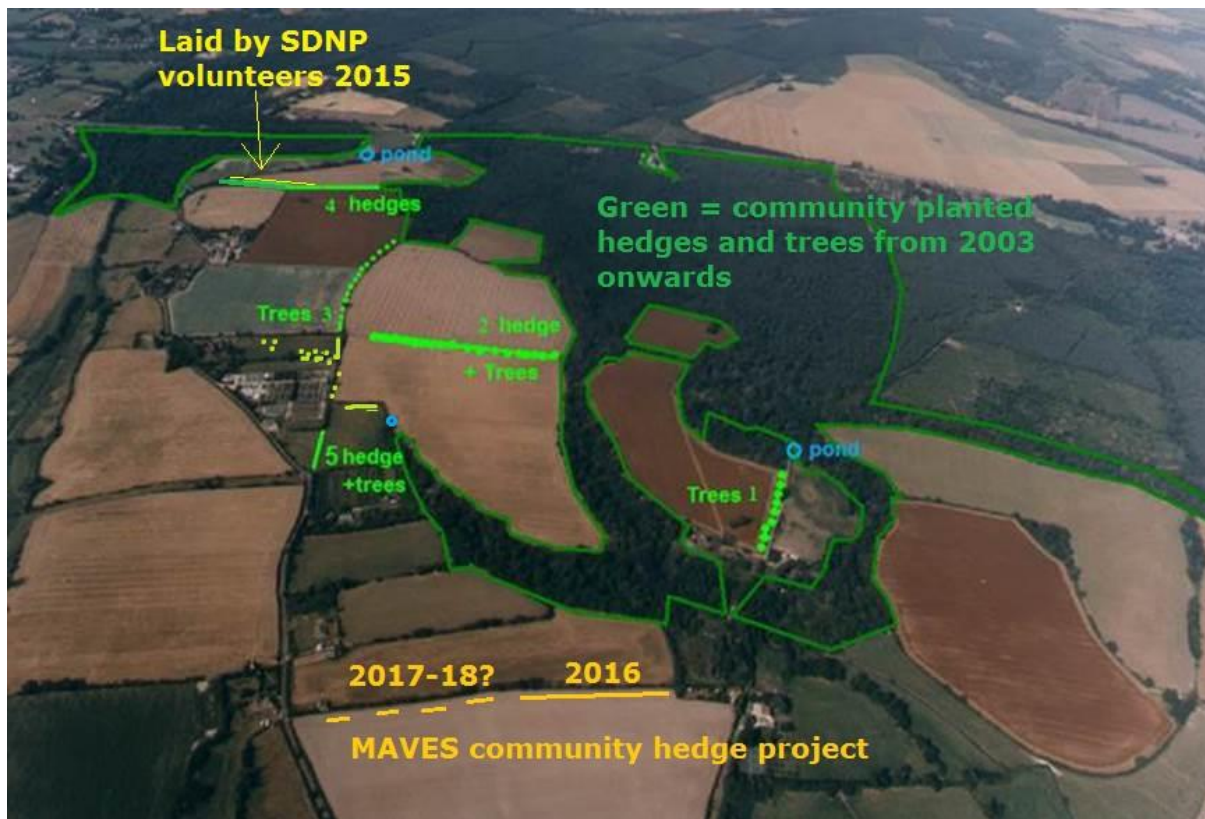 Laid by SDNP
volunteers 2015
pond
4 hedges
Green = community planted
hedges and trees from 2003
onwards
Trees 3
2 hedge
+ Trees
5 hedge
+trees
pond
Trees 1
2017-18?
2016
MAVES community hedge project